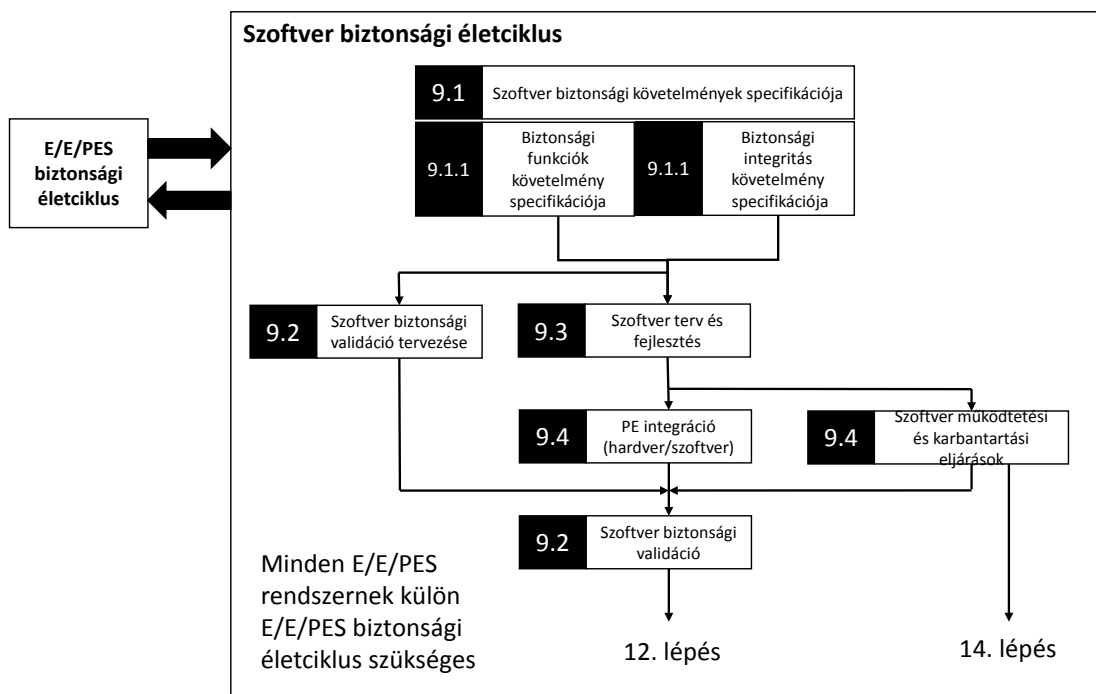 Szoftver biztonsági életciklus
9.1
Szoftver biztonsági követelmények specifikációja
E/E/PES
biztonsági
életciklus
9.1.1
Biztonsági
funkciók
követelmény
specifikációja
9.1.1
Biztonsági
integritás
követelmény
specifikációja
9.2
Szoftver biztonsági
validáció tervezése
9.3
Szoftver terv és
fejlesztés
9.4
PE integráció
(hardver/szoftver)
9.4
Szoftver működtetési
és karbantartási
eljárások
9.2
Szoftver biztonsági
validáció
Minden E/E/PES
rendszernek külön
E/E/PES biztonsági
életciklus szükséges
12. lépés
14. lépés